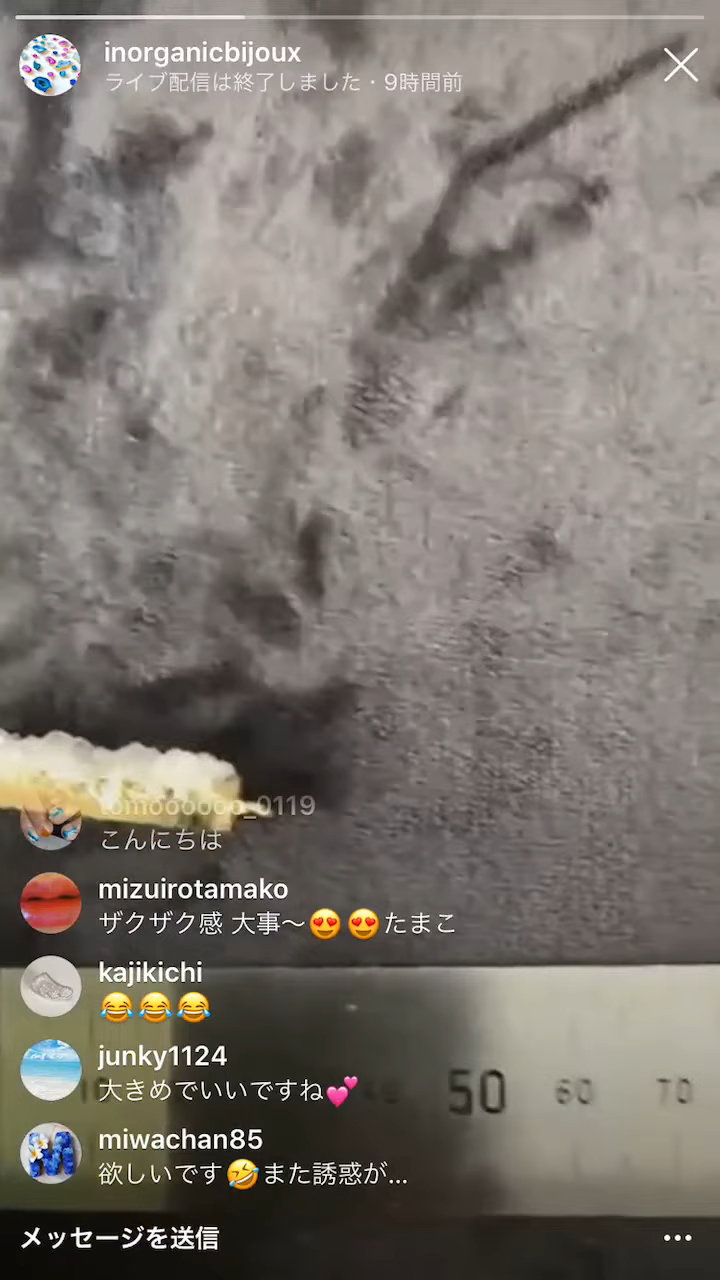 inorganicbijoux
ライブ配信は終了しました・9時間前
tomoooooo_0119
こんにちは
mizuirotamako
ザクザク感 大事〜😍😍たまこ
kajikichi
😂😂😂
junky1124
大きめでいいですね💕
50 60 70
miwachan85
欲しいです🤣また誘惑が...
メッセージを送信